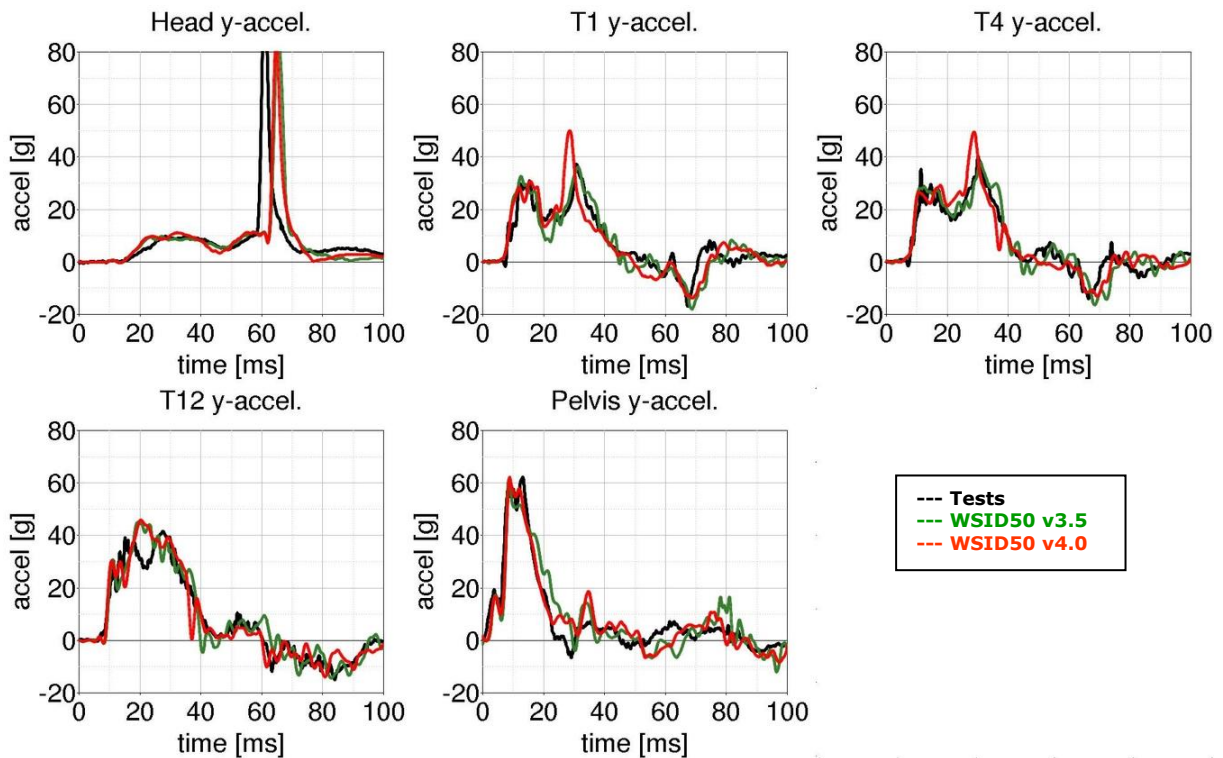 Head y-accel.
T1 y-accel.
T4 y-accel.
80
60
40
20
0
-20
accel [g]
0 20 40 60 80 100
time [ms]
80
60
40
20
0
-20
accel [g]
0 20 40 60 80 100
time [ms]
80
60
40
20
0
-20
accel [g]
0 20 40 60 80 100
time [ms]
T12 y-accel.
Pelvis y-accel.
80
60
40
20
0
-20
accel [g]
0 20 40 60 80 100
time [ms]
80
60
40
20
0
-20
accel [g]
0 20 40 60 80 100
time [ms]
--- Tests
--- WSID50 v3.5
--- WSID50 v4.0